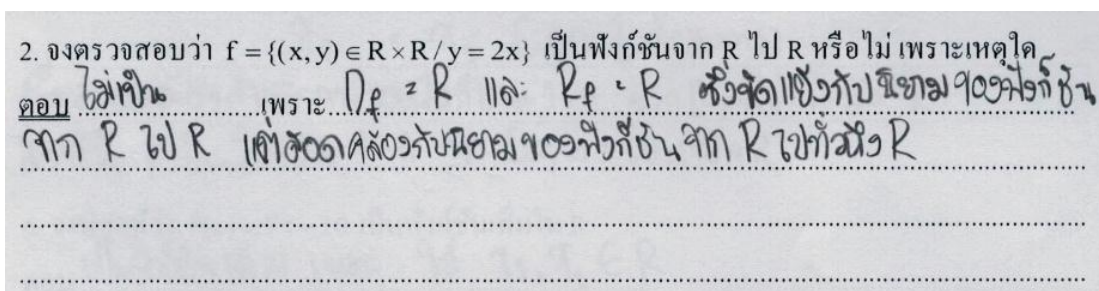 2. จงตรวจสอบว่า f = {(x, y) ∈ R × R / y = 2x} เป็นฟังก์ชันจาก R ไป R หรือไม่ เพราะเหตุใด
ตอบ ไม่เป็น เพราะ D_f = R และ R_f = R ซึ่งขัดแย้งกับนิยามของฟังก์ชัน
จาก R ไป R แต่สอดคล้องกับนิยามของฟังก์ชันจาก R ไปทั่วถึง R